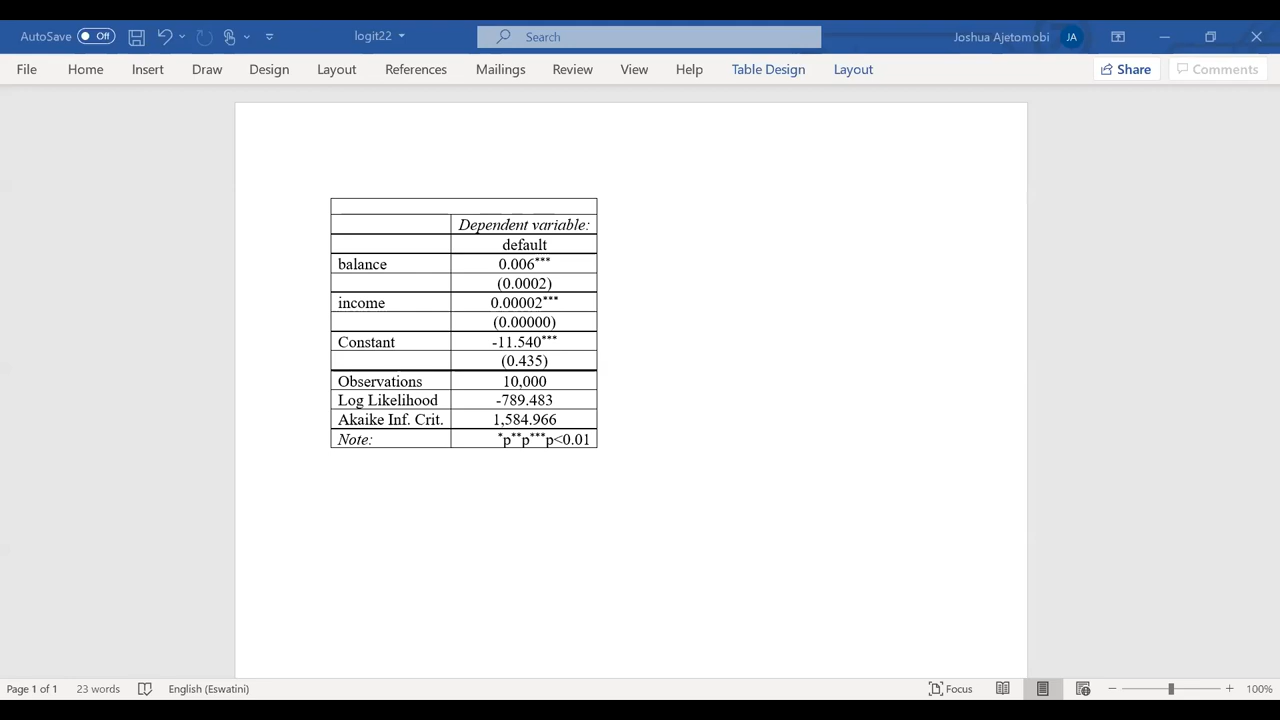 AutoSave Off logit22 Search Joshua Ajetomobi JA
File Home Insert Draw Design Layout References Mailings Review View Help Table Design Layout Share Comments
Dependent variable:
default
balance 0.006***
(0.0002)
income 0.00002***
(0.00000)
Constant -11.540***
(0.435)
Observations 10,000
Log Likelihood -789.483
Akaike Inf. Crit. 1,584.966
Note: *p**p***p<0.01
Page 1 of 1 23 words English (Eswatini) Focus 100%